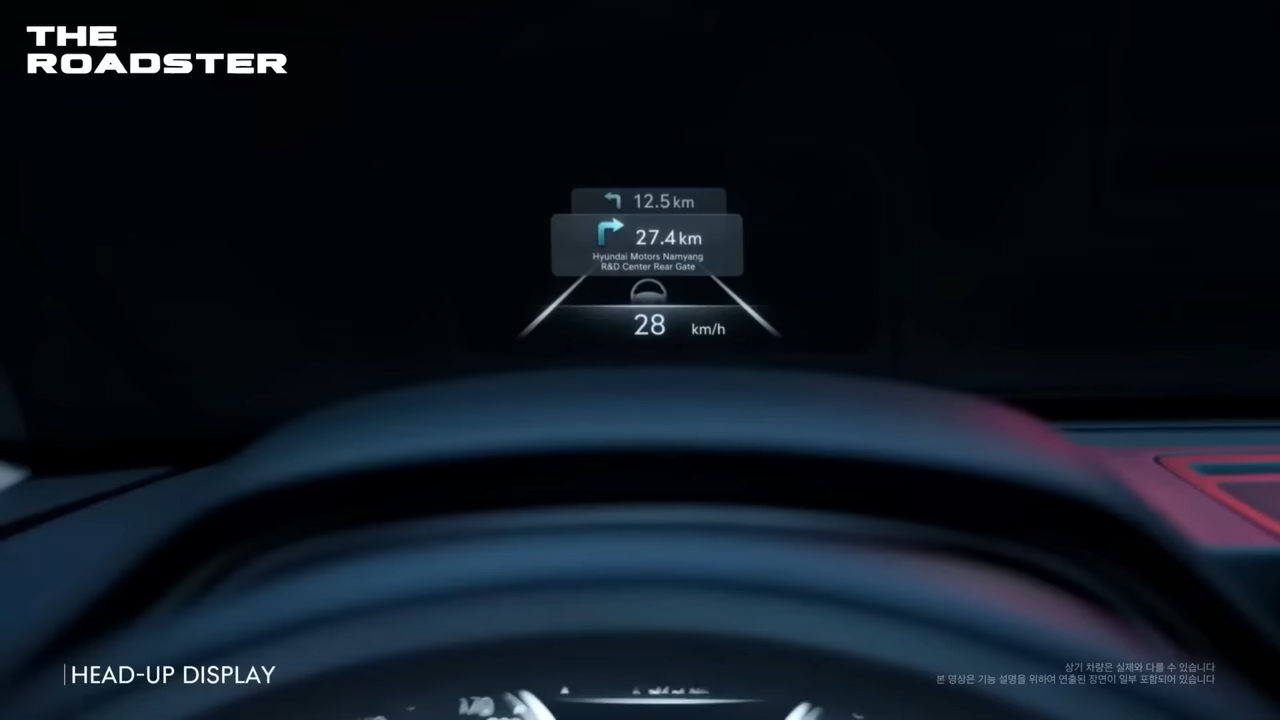 THE
ROADSTER
12.5 km
27.4 km
Hyundai Motors Namyang
R&D Center Rear Gate
28 km/h
HEAD-UP DISPLAY
상기 차량은 실제와 다를 수 있습니다
본 영상은 기능 설명을 위하여 연출된 장면이 일부 포함되어 있습니다